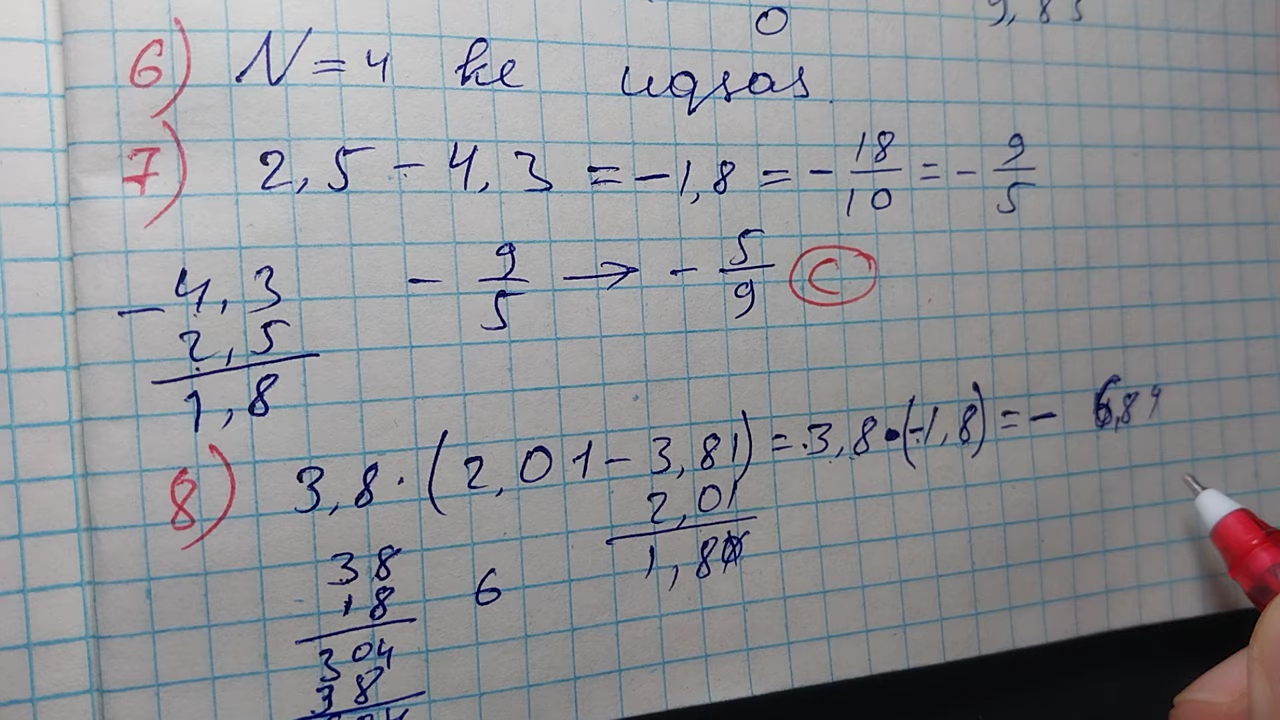 0 9,83
6) N = 4 ke uqsas.
7) 2,5 - 4,3 = -1,8 = - 18/10 = - 9/5
- 4,3
2,5
1,8
- 9/5 → - 5/9 C
8) 3,8 · (2,01 - 3,81) = 3,8 · (-1,8) = - 6,84
2,01
1,80
38
18
304
38
6